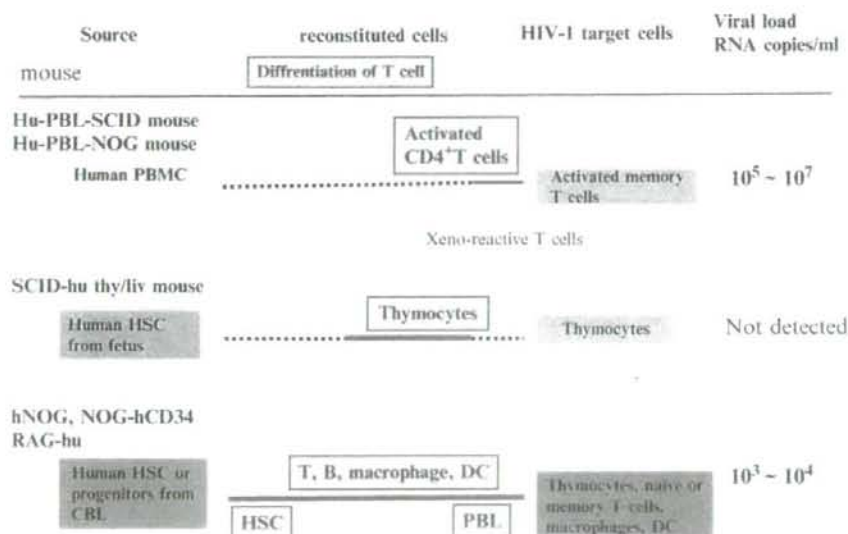 Source reconstituted cells HIV-1 target cells Viral load
RNA copies/ml
mouse Diffrentiation of T cell
Hu-PBL-SCID mouse
Hu-PBL-NOG mouse
Human PBMC
Activated
CD4⁺T cells
Activated memory
T cells
10⁵ ~ 10⁷
Xeno-reactive T cells
SCID-hu thy/liv mouse
Human HSC
from fetus
Thymocytes
Thymocytes
Not detected
hNOG, NOG-hCD34
RAG-hu
Human HSC or
progenitors from
CBL
T, B, macrophage, DC
HSC PBL
Thymocytes, naive or
memory T cells,
macrophages, DC
10³ ~ 10⁴